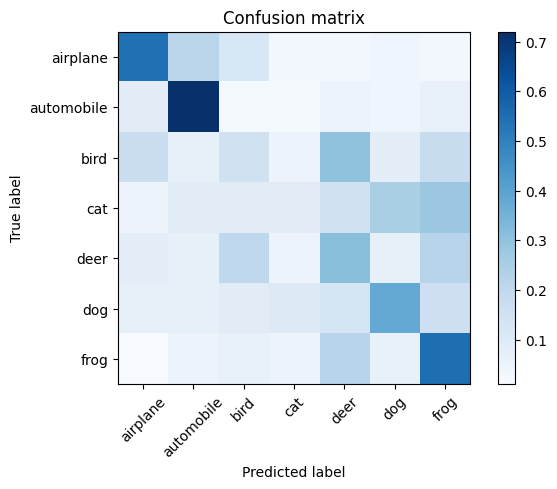 Confusion matrix
True label
airplane
automobile
bird
cat
deer
dog
frog
airplane
automobile
bird
cat
deer
dog
frog
Predicted label
0.7
0.6
0.5
0.4
0.3
0.2
0.1